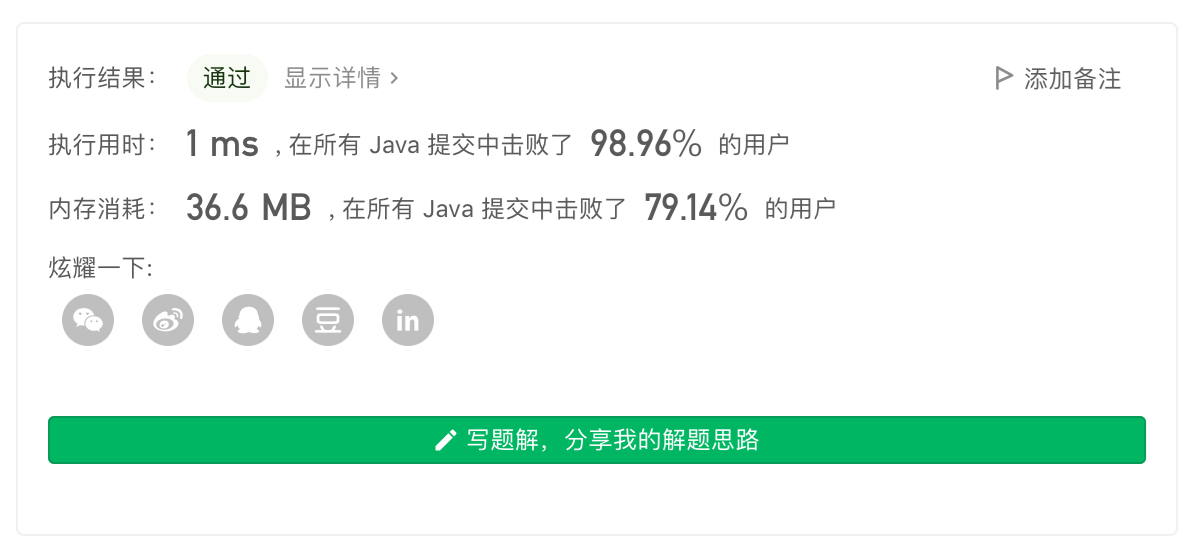 执行结果： 通过 显示详情 › 添加备注
执行用时： 1 ms , 在所有 Java 提交中击败了 98.96% 的用户
内存消耗： 36.6 MB , 在所有 Java 提交中击败了 79.14% 的用户
炫耀一下:
豆 in
写题解，分享我的解题思路